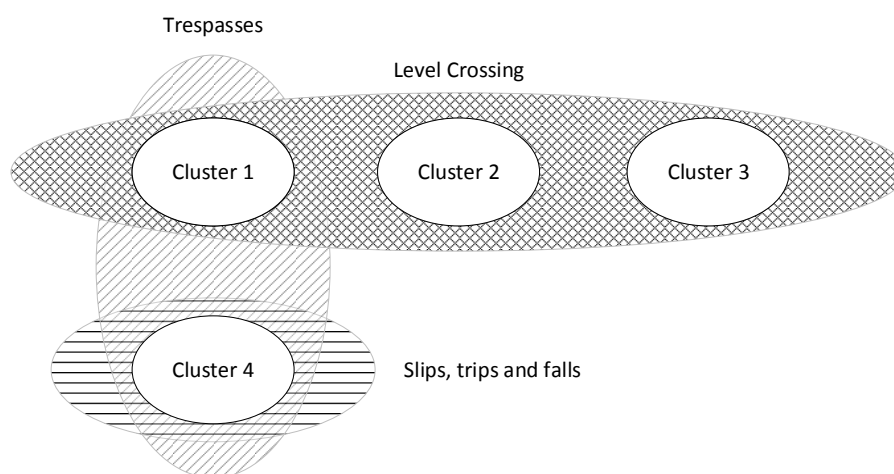 Trespasses
Level Crossing
Cluster 1
Cluster 2
Cluster 3
Cluster 4
Slips, trips and falls